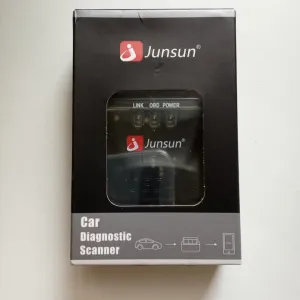 Junsun®
LINK OBD POWER
Junsun®
Car
Diagnostic
Scanner